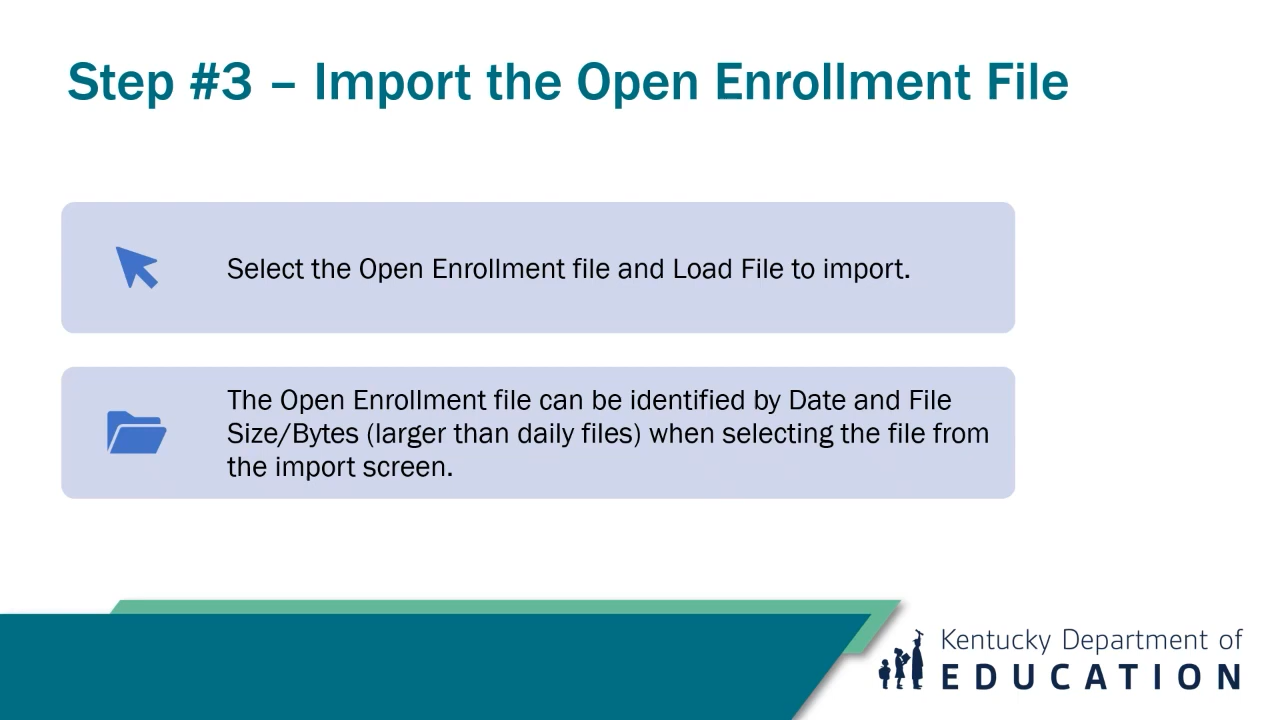 Step #3 – Import the Open Enrollment File
Select the Open Enrollment file and Load File to import.
The Open Enrollment file can be identified by Date and File
Size/Bytes (larger than daily files) when selecting the file from
the import screen.
Kentucky Department of
EDUCATION